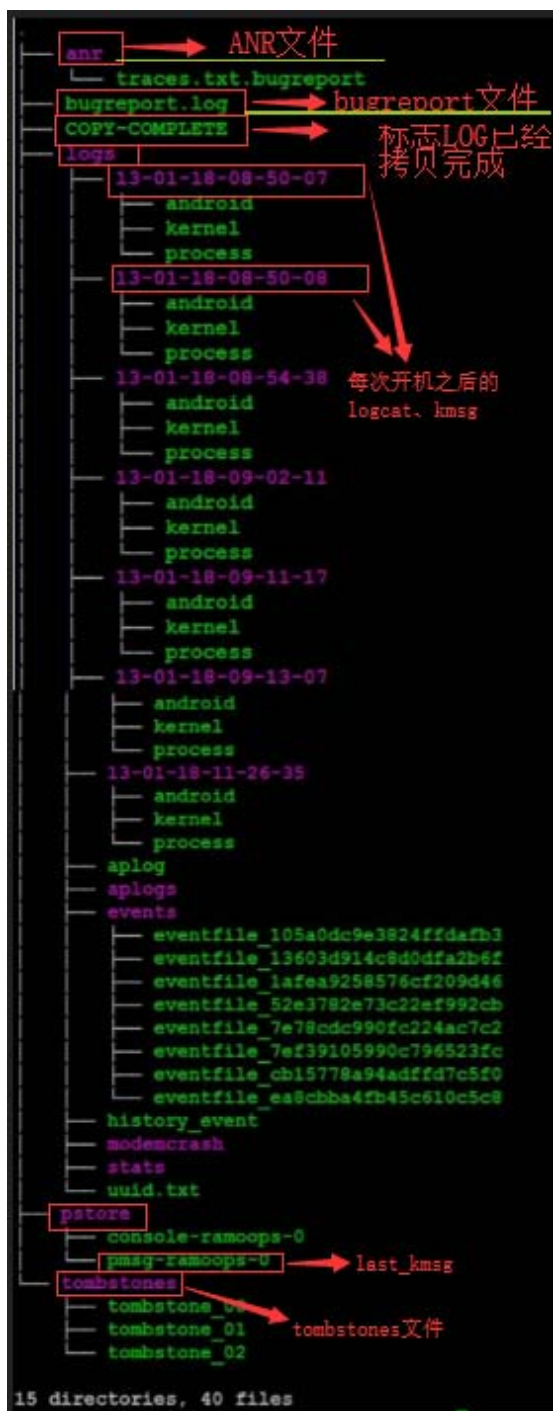 anr ANR文件
traces.txt.bugreport
bugreport.log bugreport文件
COPY-COMPLETE 标志LOG已经
拷贝完成
logs
13-01-18-08-50-07
android
kernel
process
13-01-18-08-50-08
android
kernel
process
13-01-18-08-54-38 每次开机之后的
logcat、kmsg
android
kernel
process
13-01-18-09-02-11
android
kernel
process
13-01-18-09-11-17
android
kernel
process
13-01-18-09-13-07
android
kernel
process
13-01-18-11-26-35
android
kernel
process
aplog
aplogs
events
eventfile_105a0dc9e3824ffdafb3
eventfile_13603d914c8d0dfa2b6f
eventfile_1afea9258576cf209d46
eventfile_52e3782e73c22ef992cb
eventfile_7e78cdc990fc224ac7c2
eventfile_7ef39105990c796523fc
eventfile_cb15778a94adffd7c5f0
eventfile_ea8cbba4fb45c610c5c8
history_event
modemcrash
stats
uuid.txt
pstore
console-ramoops-0
pmsg-ramoops-0 last_kmsg
tombstones
tombstone_00
tombstone_01 tombstones文件
tombstone_02
15 directories, 40 files